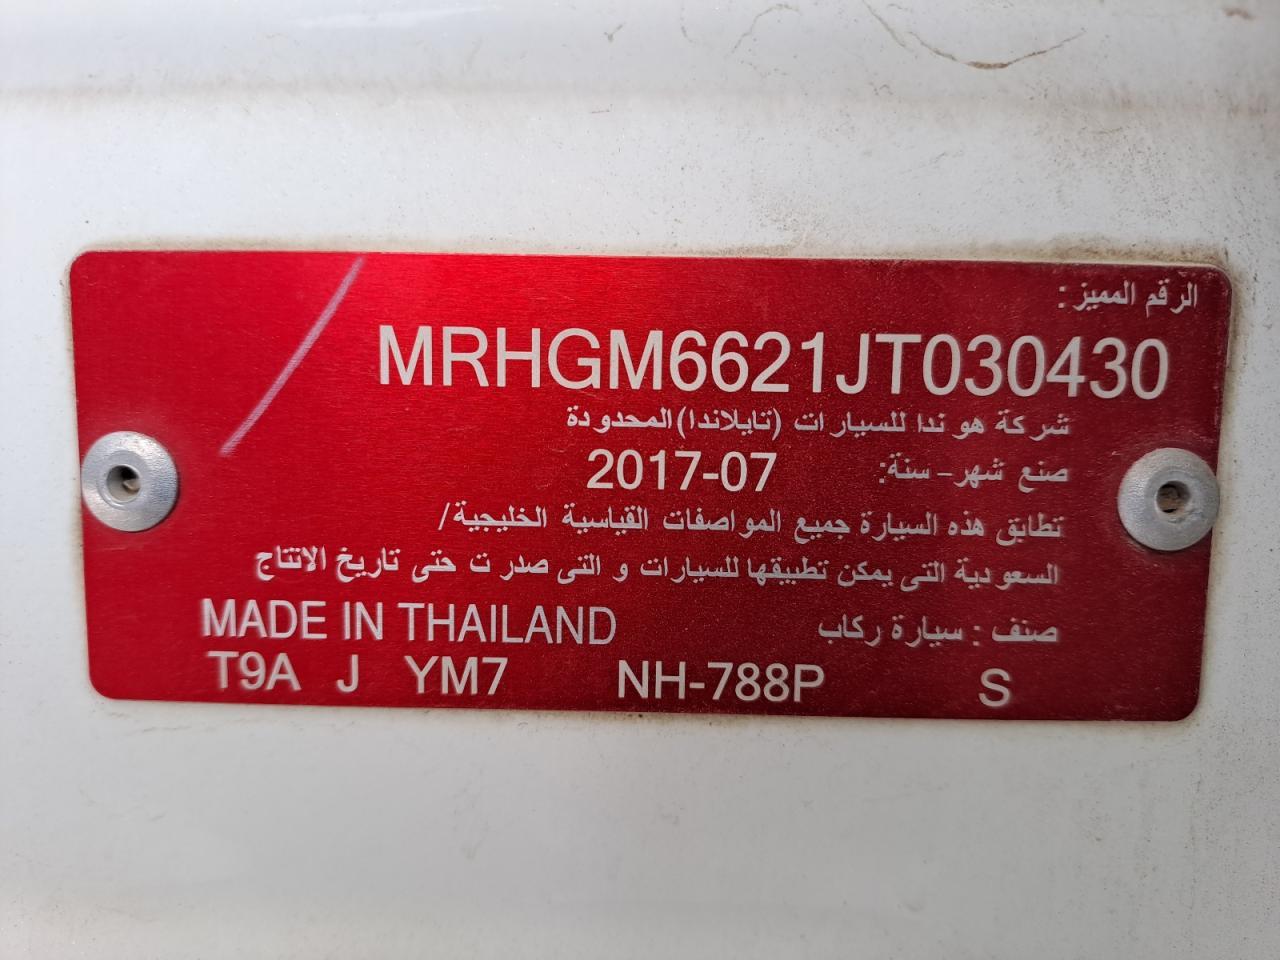 الرقم المميز :
MRHGM6621JT030430
شركة هوندا للسيارات (تايلاندا) المحدودة
صنع شهر- سنة: 2017-07
تطابق هذه السيارة جميع المواصفات القياسية الخليجية/
السعودية التى يمكن تطبيقها للسيارات و التى صدرت حتى تاريخ الانتاج
صنف : سيارة ركاب MADE IN THAILAND
T9A J YM7 NH-788P S